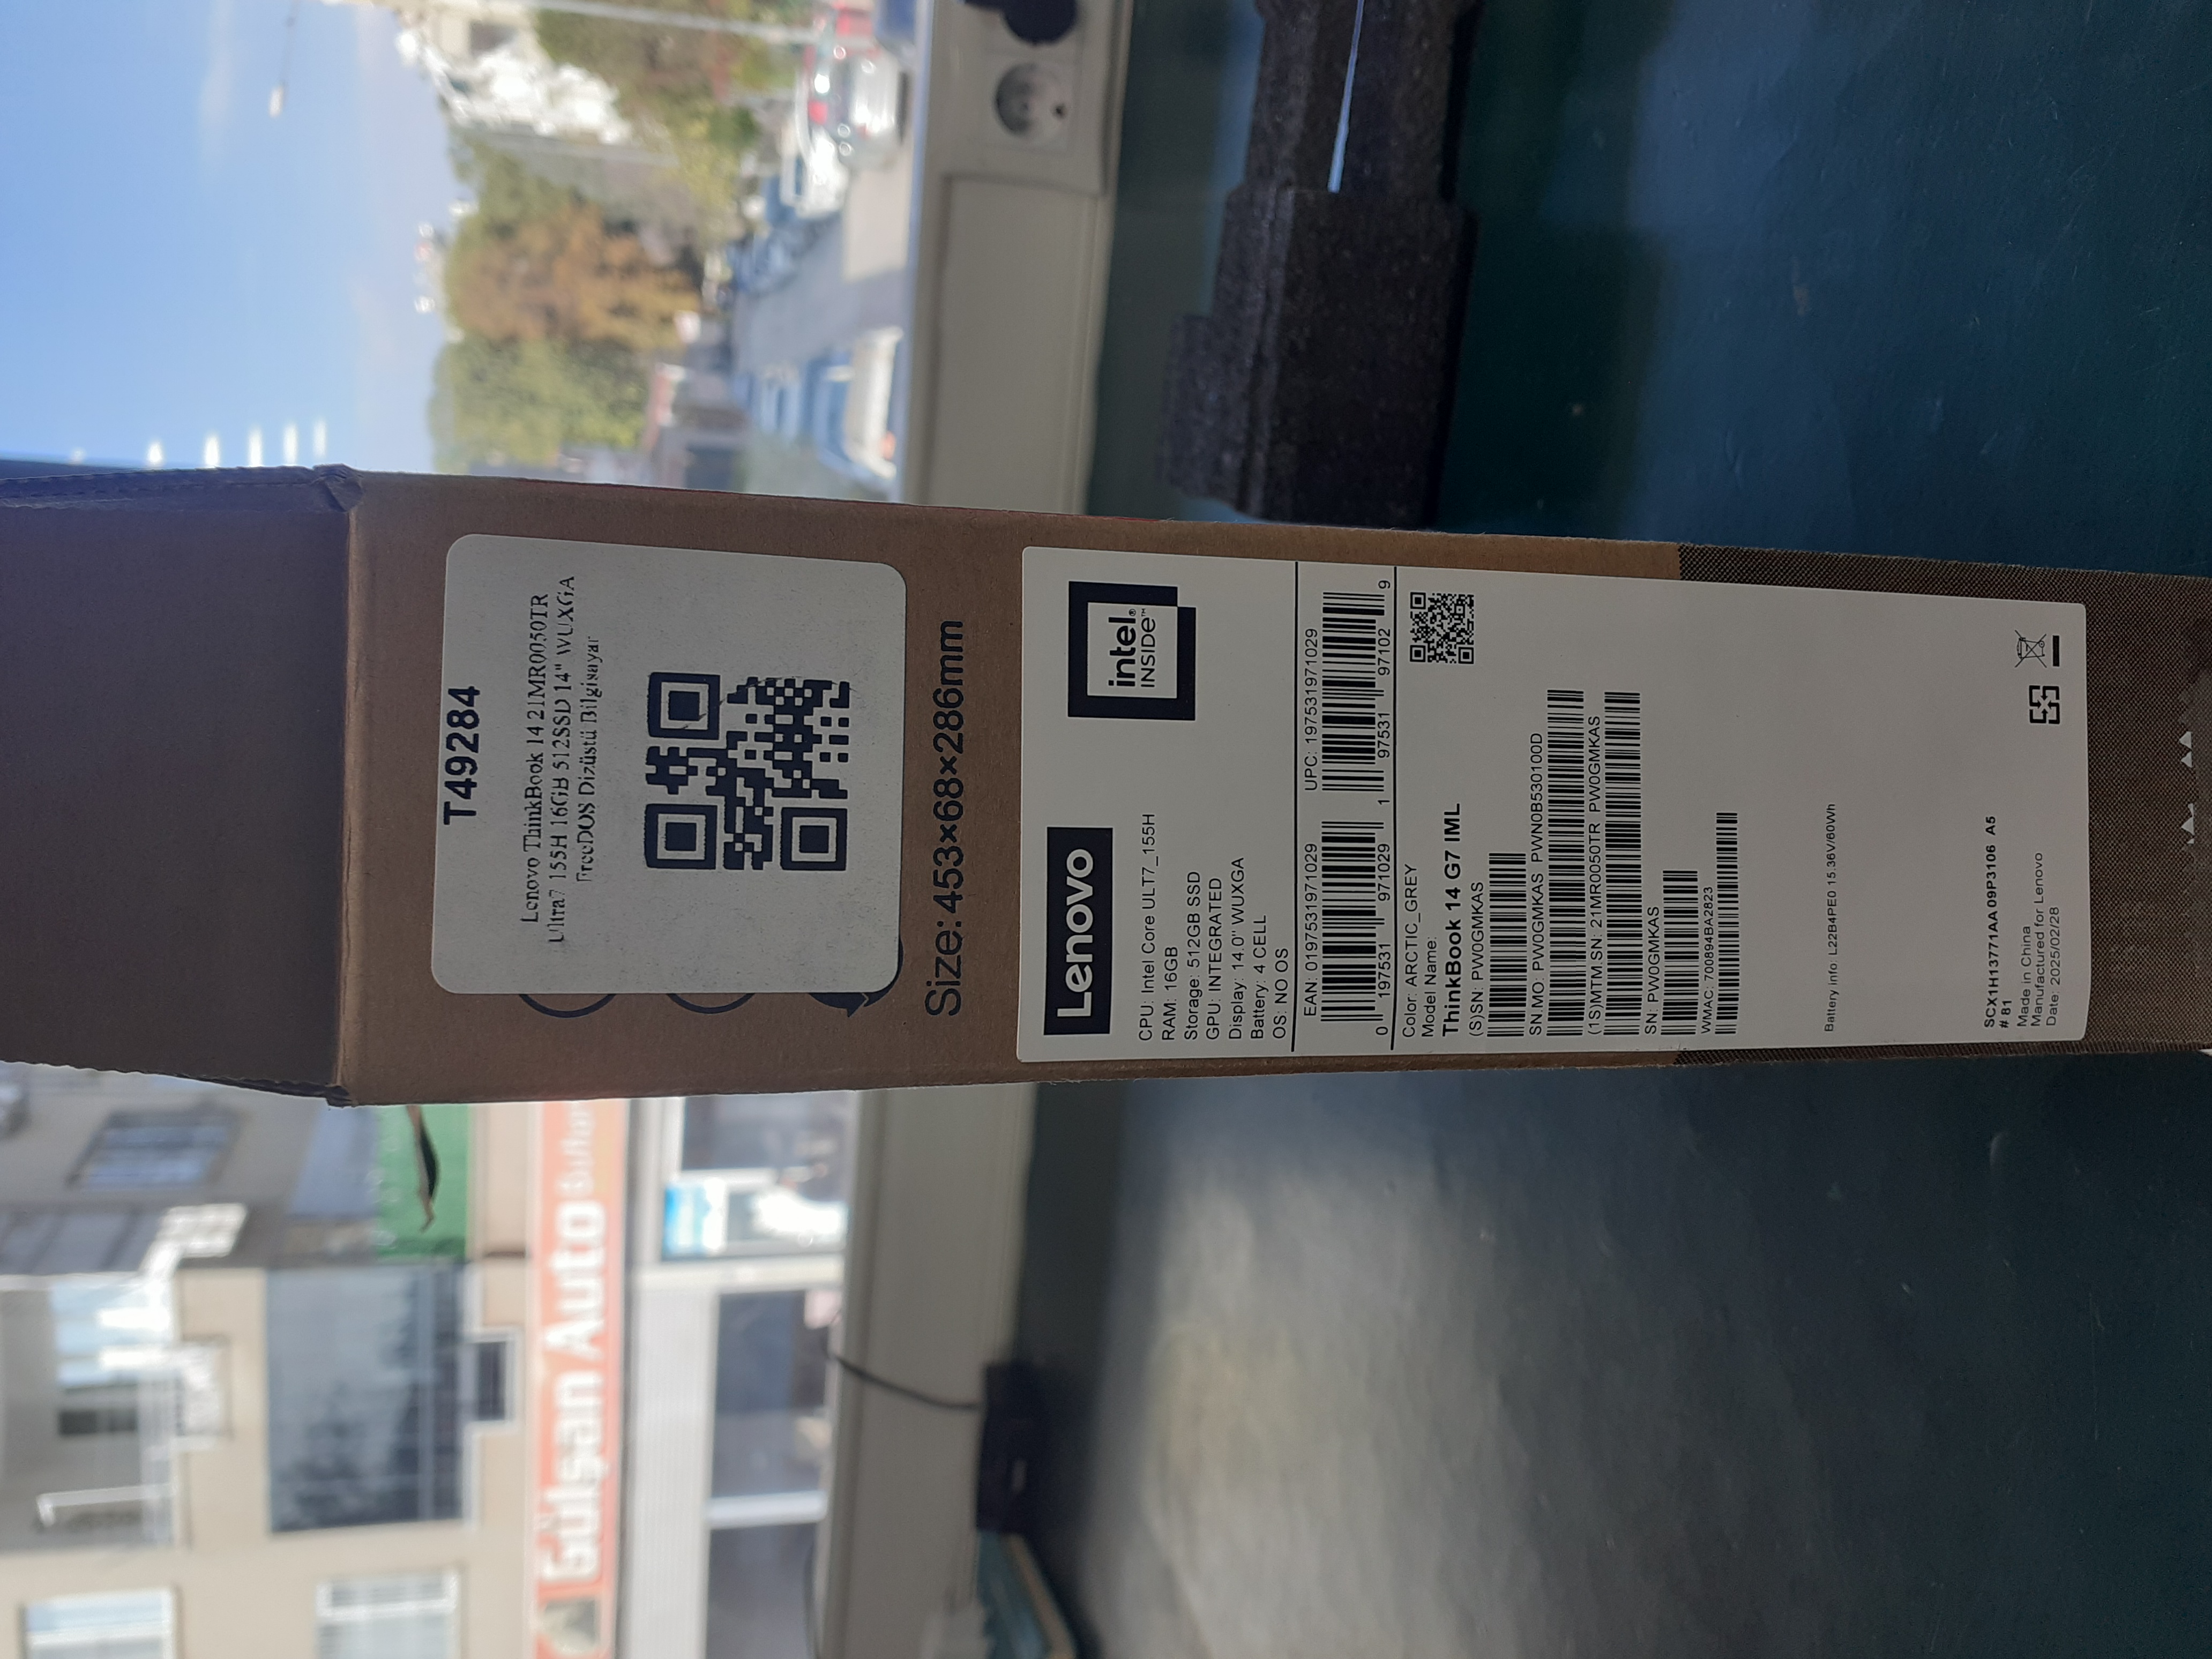 T49284
Lenovo ThinkBook 14 21MR0050TR
Ultra7 155H 16GB 512SSD 14" WUXGA
FreeDOS Dizüstü Bilgisayar
Size:453×68×286mm
Lenovo
intel®
INSIDE™
CPU: Intel Core ULT7_155H
RAM: 16GB
Storage: 512GB SSD
GPU: INTEGRATED
Display: 14.0" WUXGA
Battery: 4 CELL
OS: NO OS
EAN: 0197531971029
UPC: 197531971029
0 197531 971029
1 97531 97102 9
Color: ARCTIC_GREY
Model Name:
ThinkBook 14 G7 IML
(S)SN: PW0GMKAS
SN MO: PW0GMKAS PWN0B530100D
(1S)MTM.SN: 21MR0050TR PW0GMKAS
SN: PW0GMKAS
WMAC: 700894BA2823
Battery info: L22B4PE0 15.36V/60Wh
SCX1H13771AA 09P3106 A5
# 81
Made in China
Manufactured for Lenovo
Date: 2025/02/28
Gülşan Auto